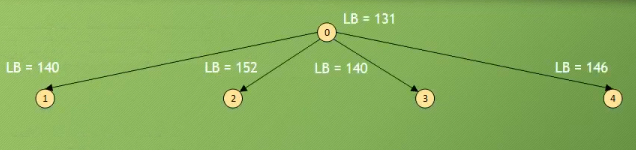 LB = 131
0
LB = 140
LB = 152
LB = 140
LB = 146
1
2
3
4